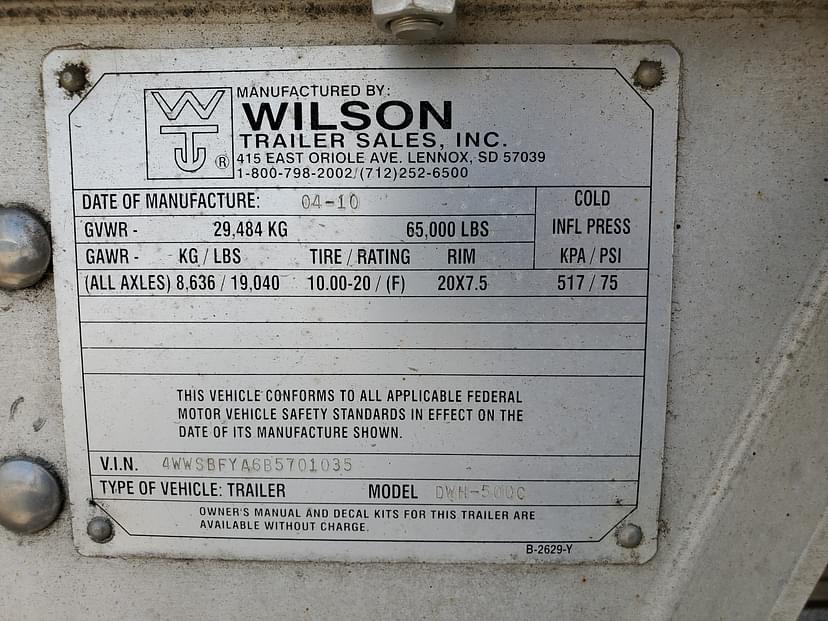 MANUFACTURED BY:
WILSON
TRAILER SALES, INC.
415 EAST ORIOLE AVE. LENNOX, SD 57039
1-800-798-2002/(712)252-6500
WT ®
DATE OF MANUFACTURE: 04-10
COLD
GVWR - 29,484 KG 65,000 LBS
INFL PRESS
GAWR - KG / LBS TIRE / RATING RIM KPA / PSI
(ALL AXLES) 8,636 / 19,040 10.00-20 / (F) 20X7.5 517 / 75
THIS VEHICLE CONFORMS TO ALL APPLICABLE FEDERAL
MOTOR VEHICLE SAFETY STANDARDS IN EFFECT ON THE
DATE OF ITS MANUFACTURE SHOWN.
V.I.N. 4WWSBFYA6B5701035
TYPE OF VEHICLE: TRAILER MODEL DWH-500C
OWNER'S MANUAL AND DECAL KITS FOR THIS TRAILER ARE
AVAILABLE WITHOUT CHARGE.
B-2629-Y